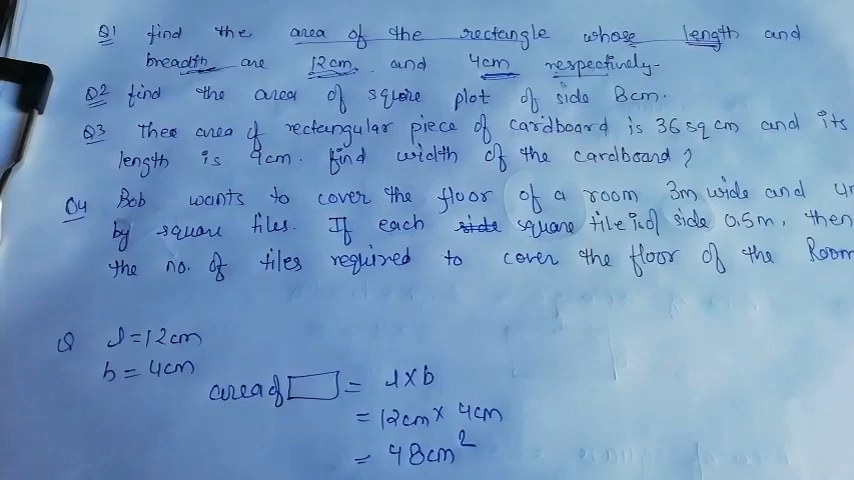 Q1 find the area of the rectangle whose length and
breadth are 12cm. and 4cm respectively-
Q2 find the area of square plot of side 8cm.
Q3 The area of rectangular piece of cardboard is 36 sq cm and its
length is 9cm. find width of the cardboard ?
Q4 Bob wants to cover the floor of a room 3m wide and 4m
by square tiles. If each side square tile is of side 0.5m, then
the no. of tiles required to cover the floor of the Room
l=12cm
b = 4cm
area of = l×b
= 12cm × 4cm
= 48cm²